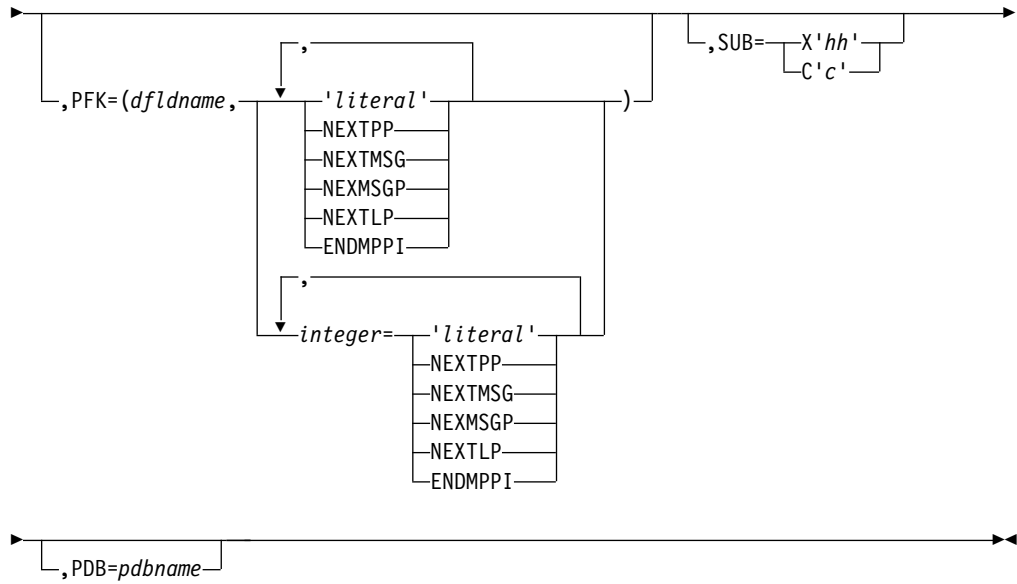 ,SUB= X'hh'
C'c'
,
,PFK=(dfldname, 'literal' )
NEXTPP
NEXTMSG
NEXMSGP
NEXTLP
ENDMPPI
,
integer= 'literal'
NEXTPP
NEXTMSG
NEXMSGP
NEXTLP
ENDMPPI
,PDB=pdbname